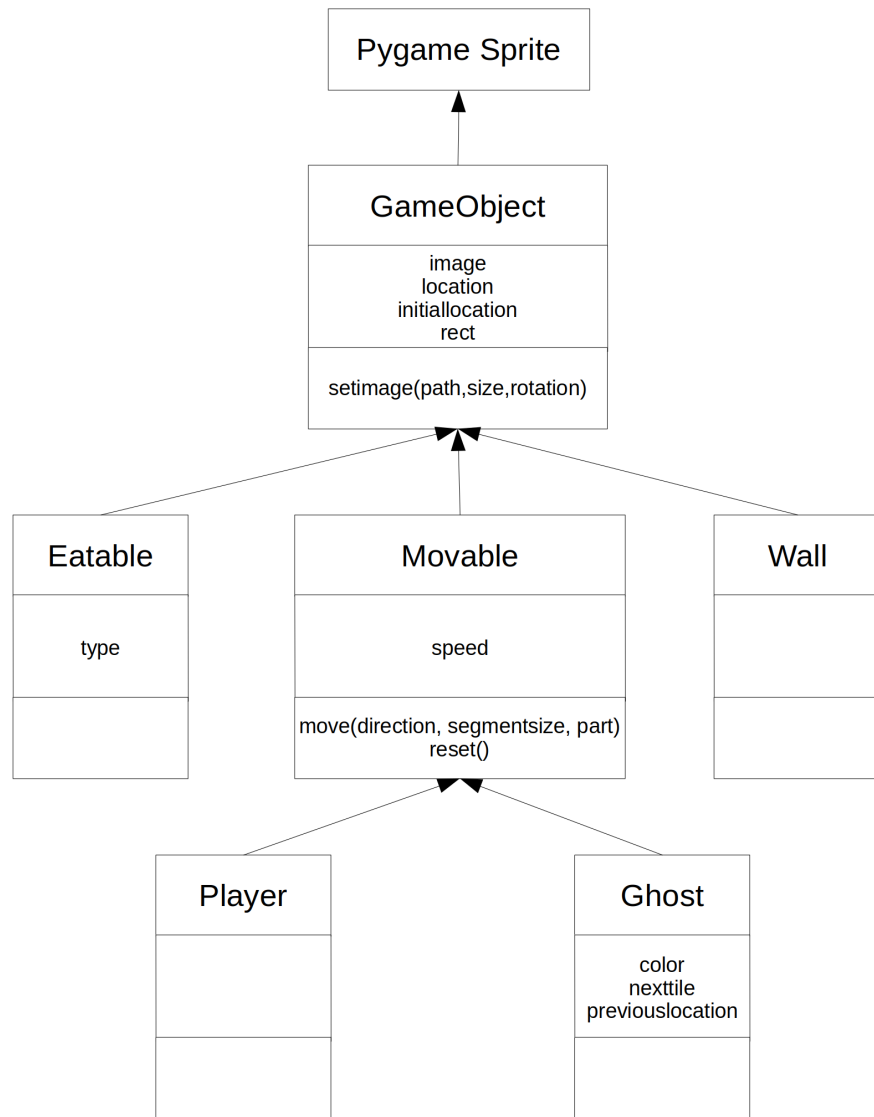 Pygame Sprite
GameObject
image
location
initiallocation
rect
setimage(path,size,rotation)
Eatable
type
Movable
speed
move(direction, segmentsize, part)
reset()
Wall
Player
Ghost
color
nexttile
previouslocation